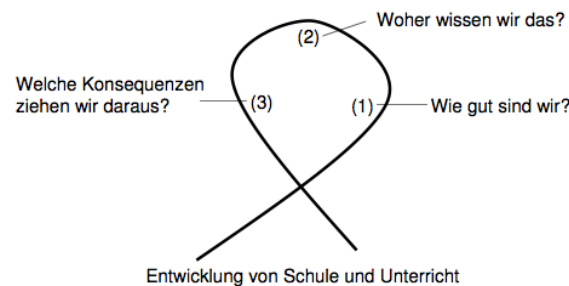 Woher wissen wir das?
(2)
Welche Konsequenzen
ziehen wir daraus?
(3)
(1)
Wie gut sind wir?
Entwicklung von Schule und Unterricht